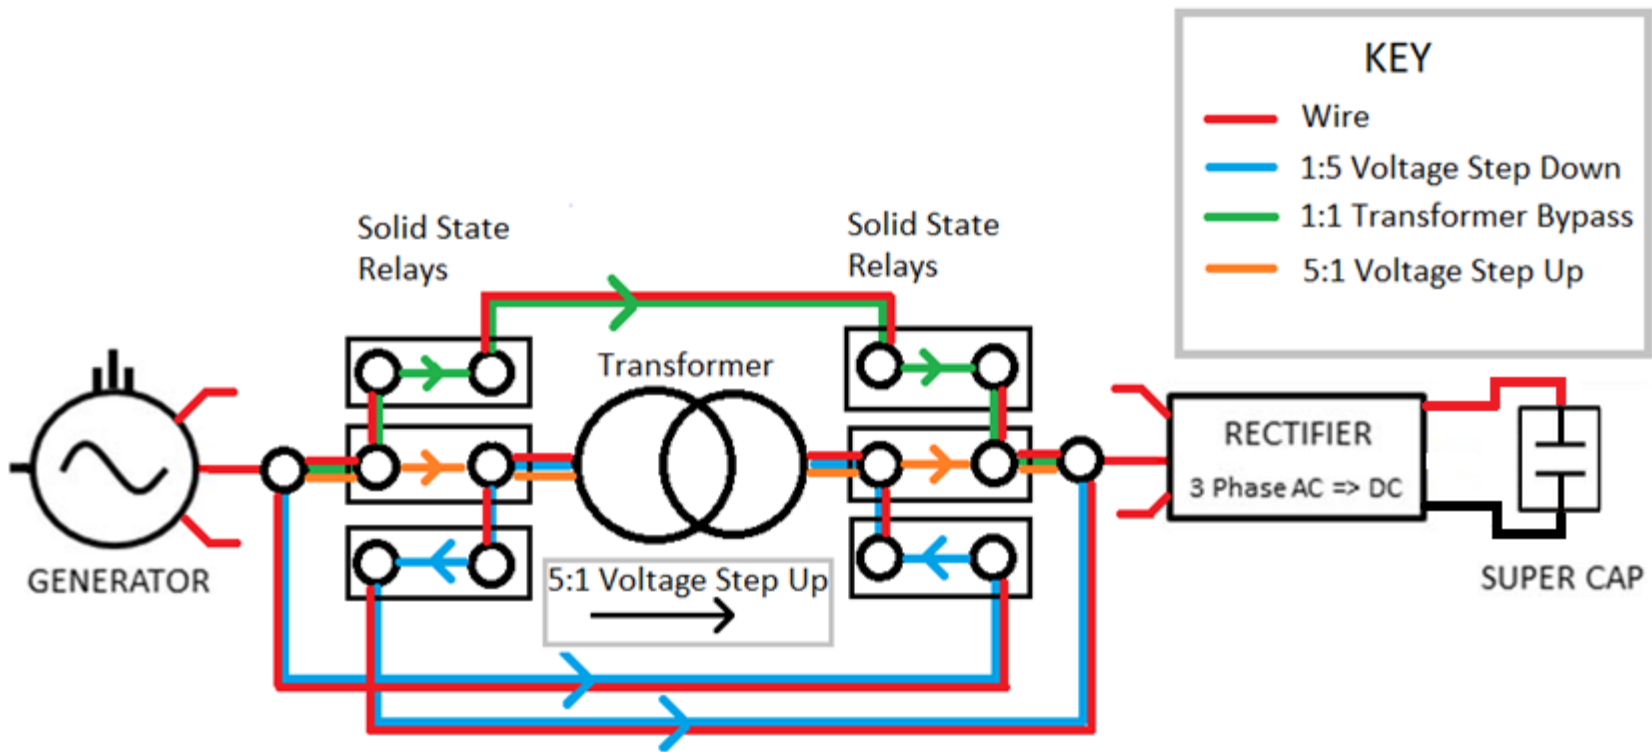 KEY
Wire
1:5 Voltage Step Down
1:1 Transformer Bypass
5:1 Voltage Step Up
Solid State
Relays
Solid State
Relays
Transformer
GENERATOR
5:1 Voltage Step Up
RECTIFIER
3 Phase AC => DC
SUPER CAP